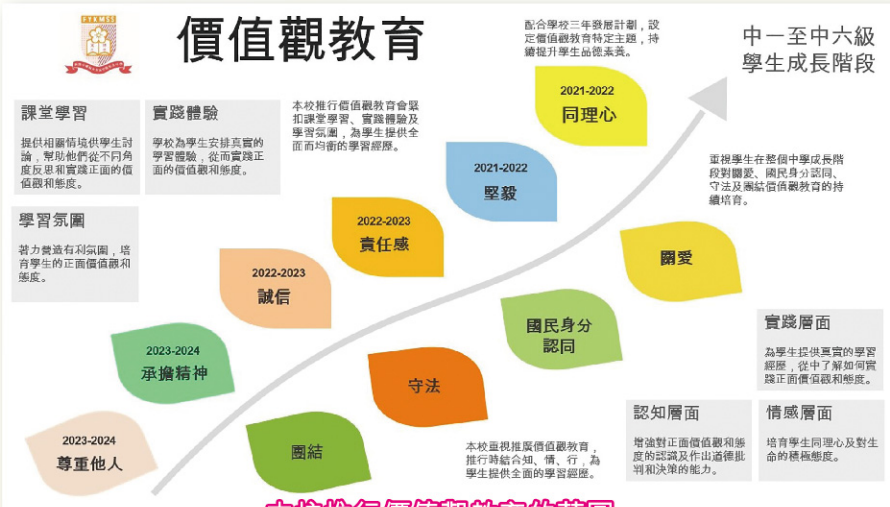 PYKMSS
價值觀教育
配合學校三年發展計劃，設
定價值觀教育特定主題，持
續提升學生品德素養。
中一至中六級
學生成長階段
課堂學習
提供相關情境供學生討
論，幫助他們從不同角
度反思和實踐正面的價
值觀和態度。
實踐體驗
學校為學生安排真實的
學習體驗，從而實踐正
面的價值觀和態度。
本校推行價值觀教育會緊
扣課堂學習、實踐體驗及
學習氛圍，為學生提供全
面而均衡的學習經歷。
學習氛圍
著力營造有利氛圍，培
育學生的正面價值觀和
態度。
2021-2022
同理心
2021-2022
堅毅
2022-2023
責任感
2022-2023
誠信
2023-2024
承擔精神
2023-2024
尊重他人
重視學生在整個中學成長階
段對關愛、國民身分認同、
守法及團結價值觀教育的持
續培育。
關愛
國民身分
認同
守法
團結
本校重視推廣價值觀教育，
推行時結合知、情、行，為
學生提供全面的學習經歷。
實踐層面
為學生提供真實的學習
經歷，從中了解如何實
踐正面價值觀和態度。
認知層面
增強對正面價值觀和態
度的認識及作出道德批
判和決策的能力。
情感層面
培育學生同理心及對生
命的積極態度。
本校推行價值觀教育的藍圖